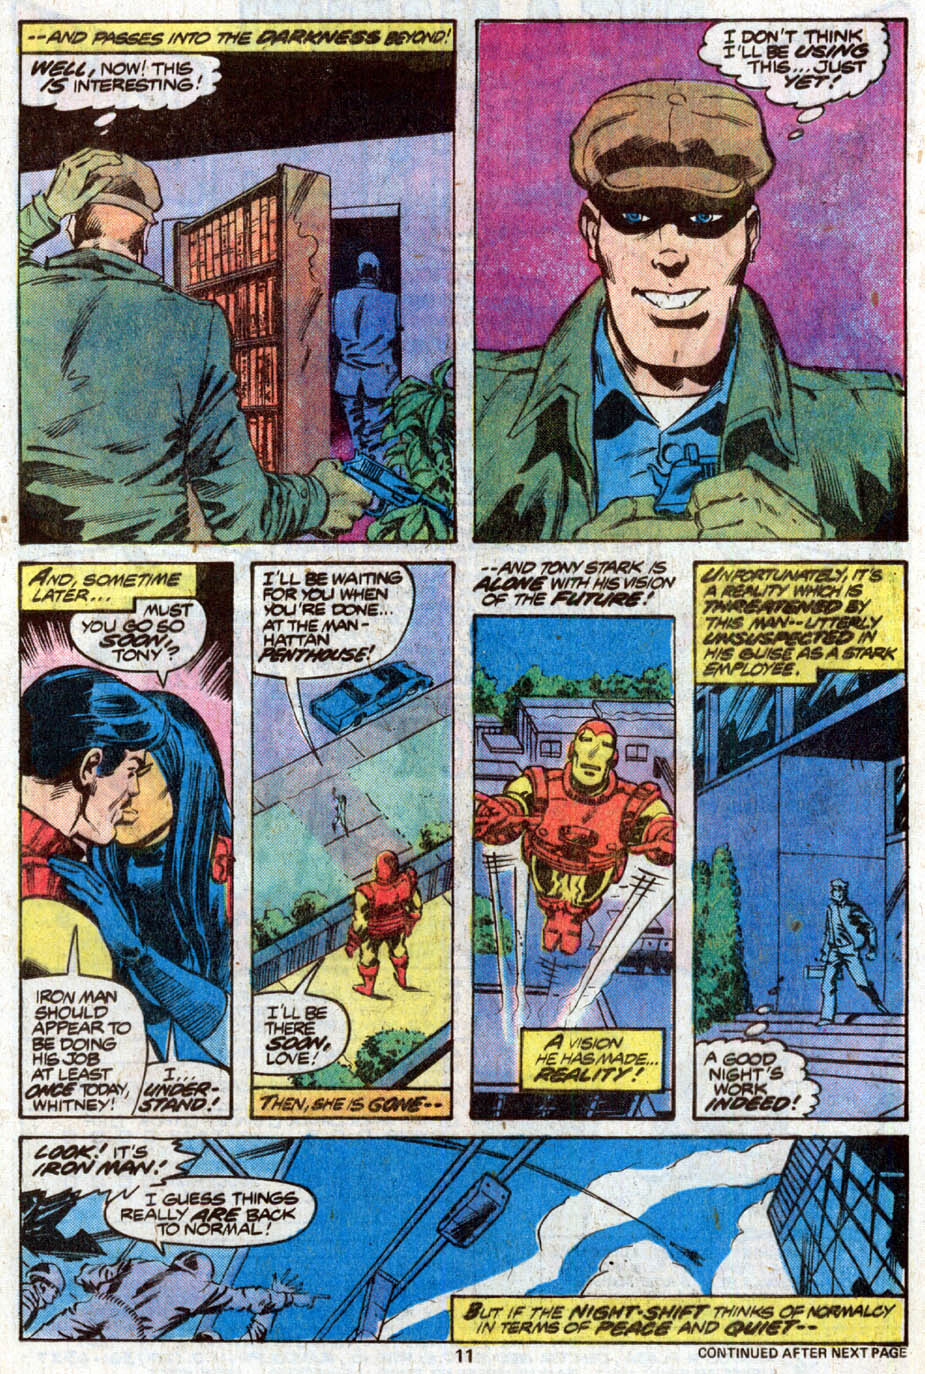 --AND PASSES INTO THE DARKNESS BEYOND!
WELL, NOW! THIS
IS INTERESTING!
I DON'T THINK
I'LL BE USING
THIS... JUST
YET!
AND, SOMETIME
LATER...
MUST
YOU GO SO
SOON,
TONY?
IRON MAN
SHOULD
APPEAR TO
BE DOING
HIS JOB
AT LEAST
ONCE TODAY,
WHITNEY!
I...
UNDER-
STAND!
I'LL BE WAITING
FOR YOU WHEN
YOU'RE DONE...
AT THE MAN-
HATTAN
PENTHOUSE!
I'LL BE
THERE
SOON,
LOVE!
THEN, SHE IS GONE--
--AND TONY STARK IS
ALONE WITH HIS VISION
OF THE FUTURE!
A VISION
HE HAS MADE...
REALITY!
UNFORTUNATELY, IT'S
A REALITY WHICH IS
THREATENED BY
THIS MAN--UTTERLY
UNSUSPECTED IN
HIS GUISE AS A STARK
EMPLOYEE.
A GOOD
NIGHT'S
WORK
INDEED!
LOOK! IT'S
IRON MAN!
I GUESS THINGS
REALLY ARE BACK
TO NORMAL!
BUT IF THE NIGHT-SHIFT THINKS OF NORMALCY
IN TERMS OF PEACE AND QUIET--
11
CONTINUED AFTER NEXT PAGE